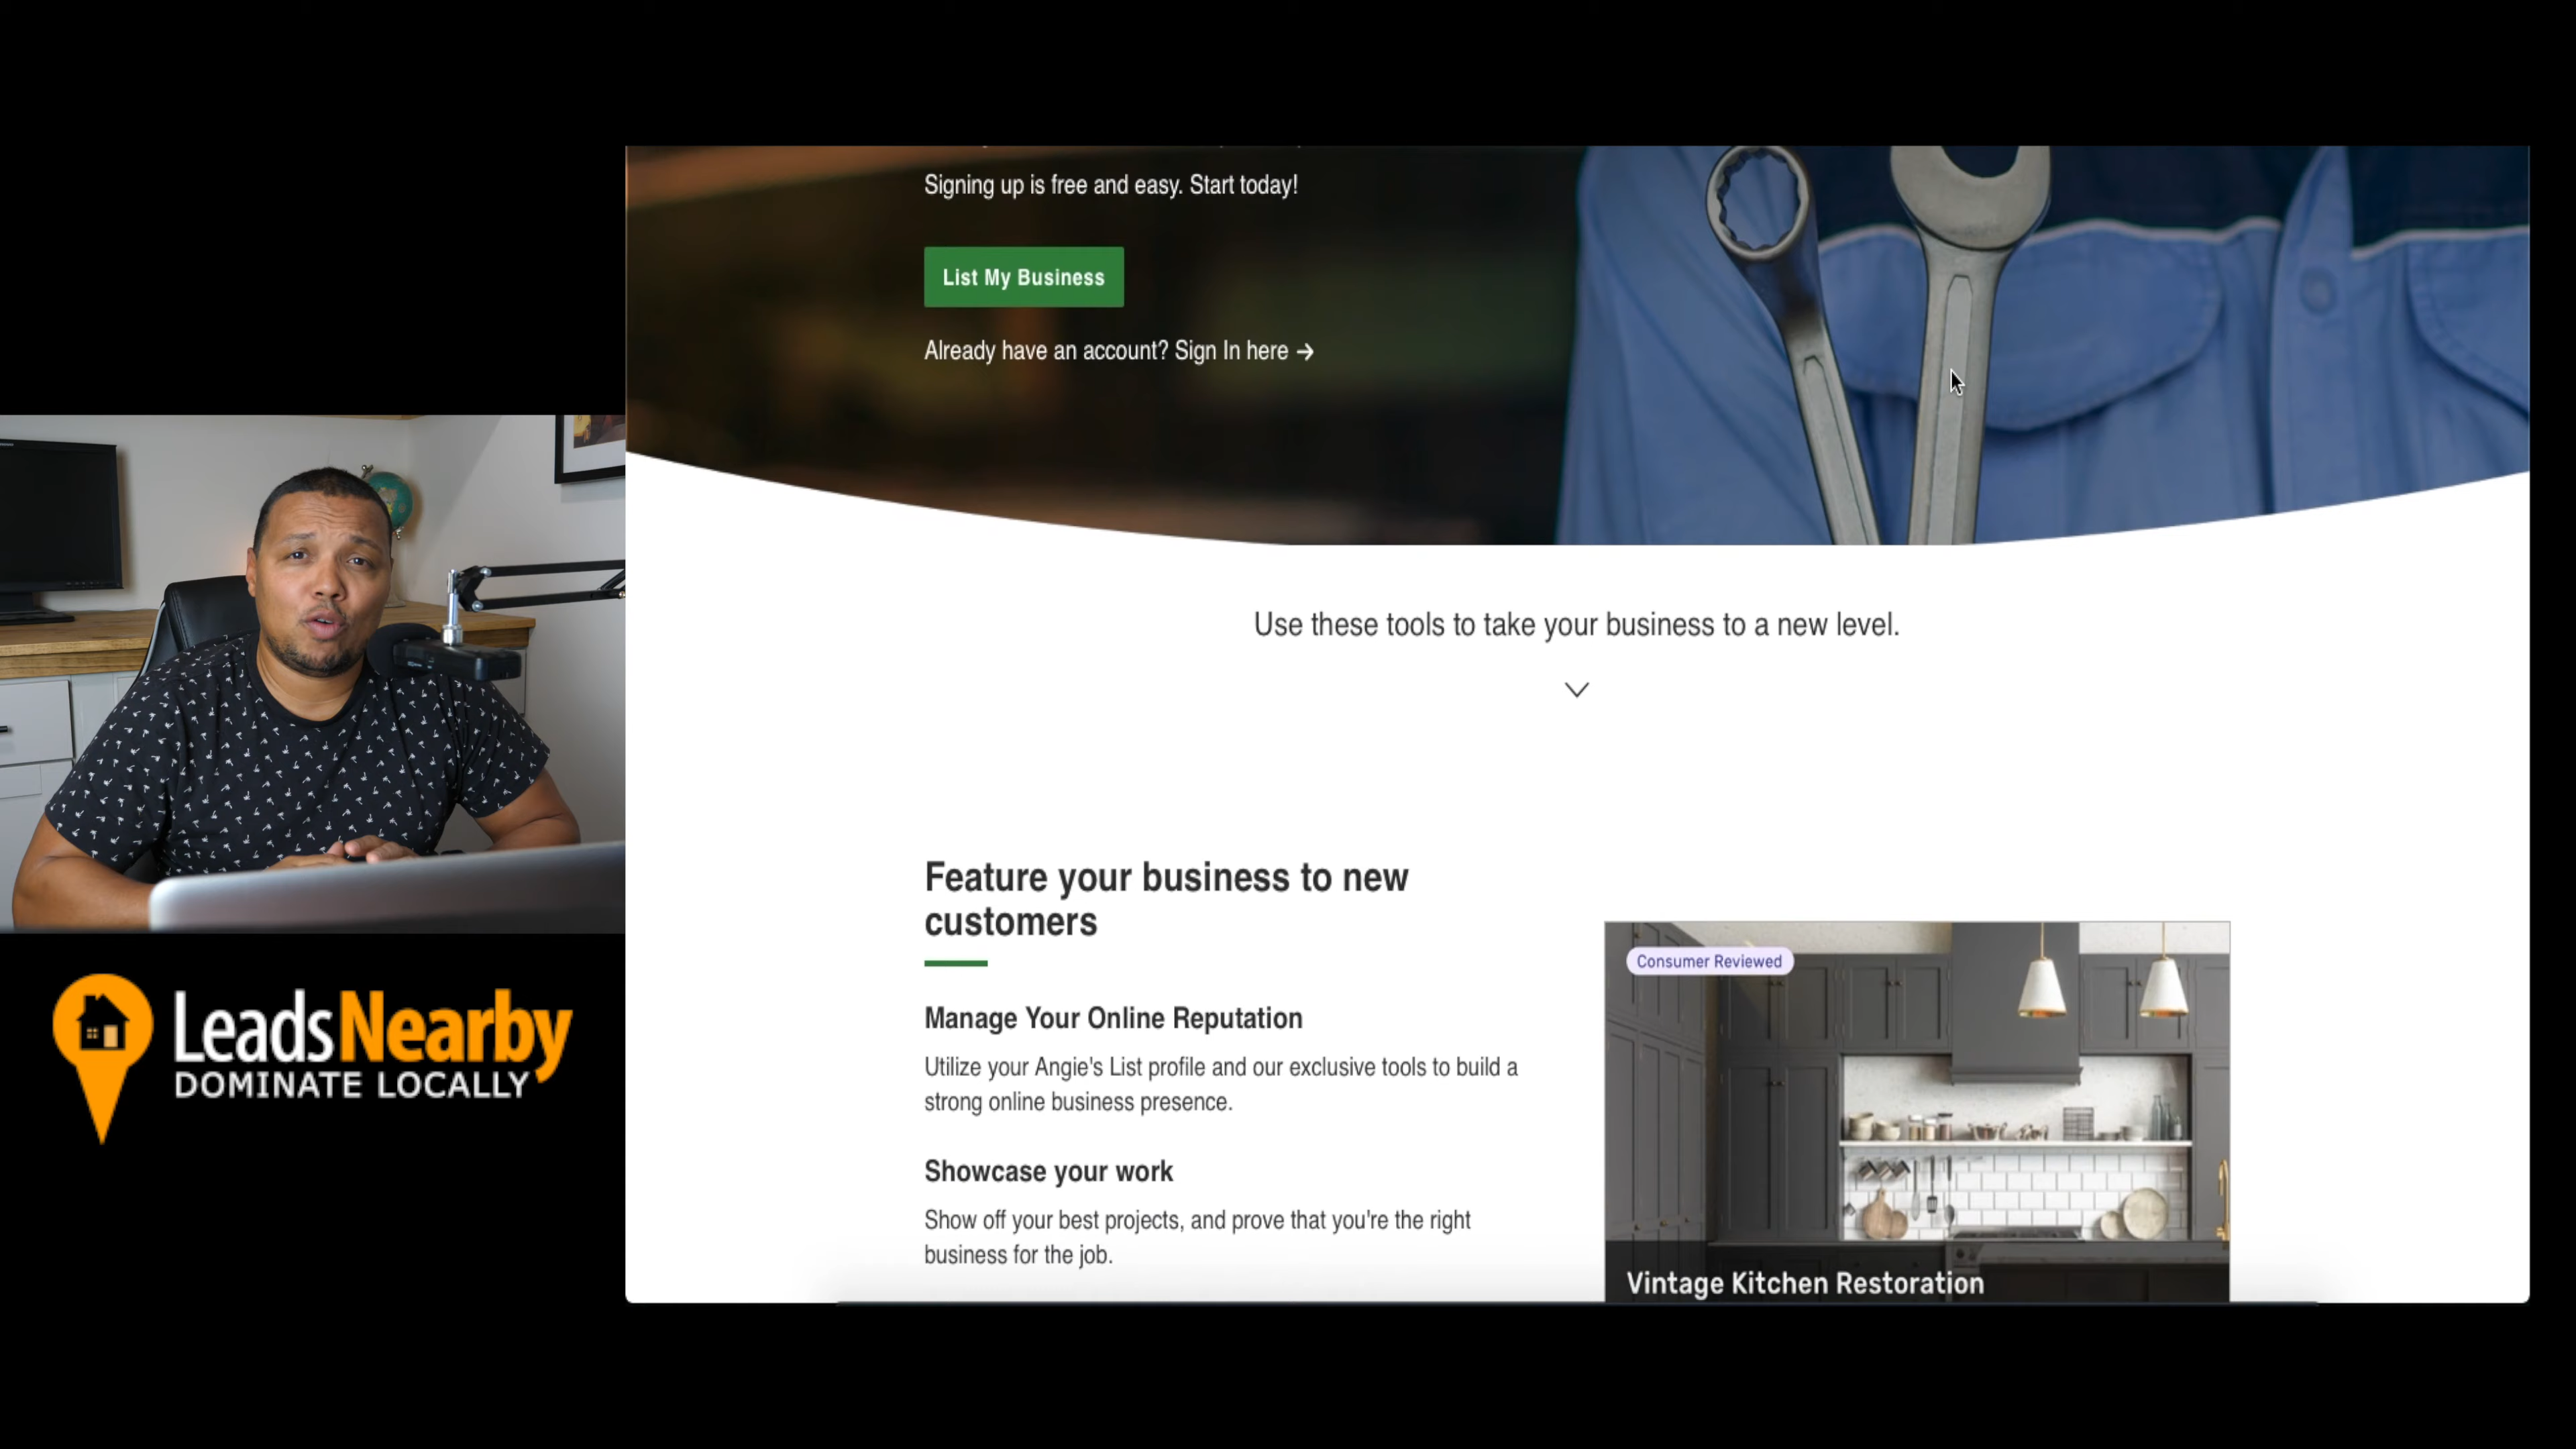 Signing up is free and easy. Start today!
List My Business
Already have an account? Sign In here →
Use these tools to take your business to a new level.
Feature your business to new
customers
Manage Your Online Reputation
Utilize your Angie's List profile and our exclusive tools to build a
strong online business presence.
Showcase your work
Show off your best projects, and prove that you're the right
business for the job.
Consumer Reviewed
Vintage Kitchen Restoration
LeadsNearby
DOMINATE LOCALLY